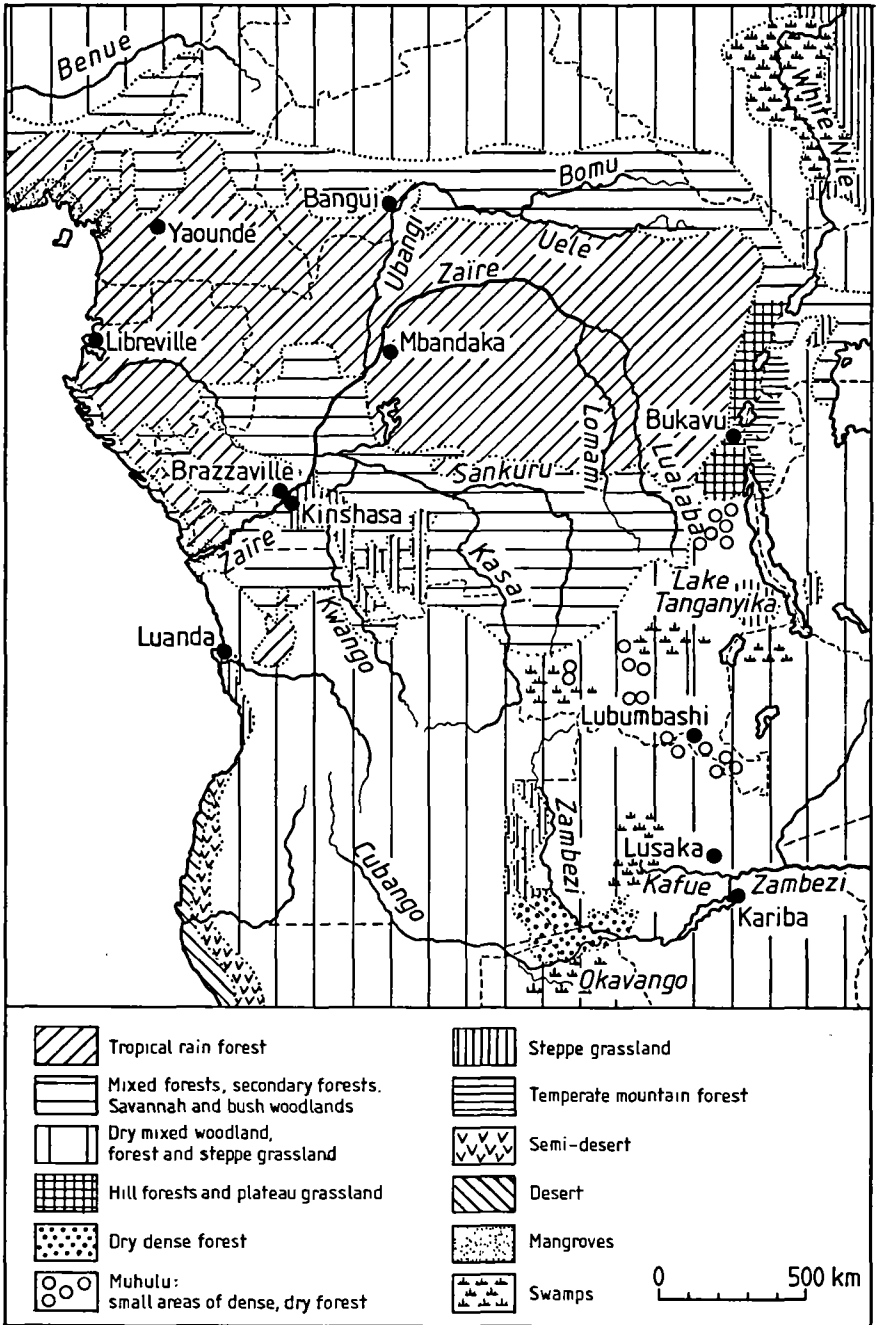 Benue
White Nile
Bomu
Bangui
Yaoundé
Ubangi
Uele
Zaïre
Libreville
Mbandaka
Lomami
Bukavu
Lualaba
Sankuru
Brazzaville
Kinshasa
Zaïre
Kasai
Lake
Tanganyika
Kwango
Luanda
Lubumbashi
Zambezi
Lusaka
Cubango
Kafue
Zambezi
Kariba
Okavango
Tropical rain forest
Mixed forests, secondary forests.
Savannah and bush woodlands
Dry mixed woodland,
forest and steppe grassland
Hill forests and plateau grassland
Dry dense forest
Muhulu:
small areas of dense, dry forest
Steppe grassland
Temperate mountain forest
Semi-desert
Desert
Mangroves
Swamps
0 500 km